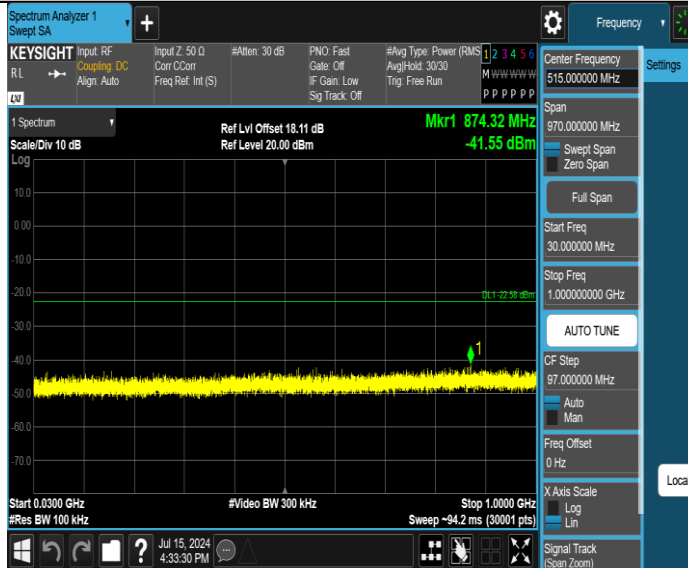 Spectrum Analyzer 1
Swept SA
Frequency
KEYSIGHT
RL
LXI
Input: RF
Coupling: DC
Align: Auto
Input Z: 50 Ω
Corr CCorr
Freq Ref: Int (S)
#Atten: 30 dB
PNO: Fast
Gate: Off
IF Gain: Low
Sig Track: Off
#Avg Type: Power (RMS
Avg|Hold: 30/30
Trig: Free Run
1 2 3 4 5 6
M W W W W W
P P P P P P
1 Spectrum
Scale/Div 10 dB
Log
Ref Lvl Offset 18.11 dB
Ref Level 20.00 dBm
Mkr1 874.32 MHz
-41.55 dBm
10.0
0.00
-10.0
-20.0
-30.0
-40.0
-50.0
-60.0
-70.0
DL1 -22.58 dBm
1
Start 0.0300 GHz
#Res BW 100 kHz
#Video BW 300 kHz
Stop 1.0000 GHz
Sweep ~94.2 ms (30001 pts)
Center Frequency
515.000000 MHz
Settings
Span
970.000000 MHz
Swept Span
Zero Span
Full Span
Start Freq
30.000000 MHz
Stop Freq
1.000000000 GHz
AUTO TUNE
CF Step
97.000000 MHz
Auto
Man
Freq Offset
0 Hz
X Axis Scale
Log
Lin
Loca
Signal Track
(Span Zoom)
?
Jul 15, 2024
4:33:30 PM